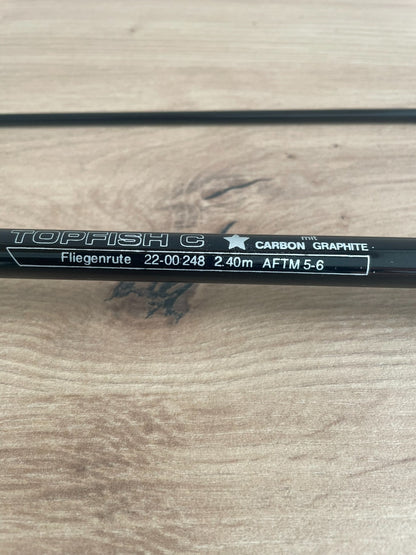 TOPFISH C ★ mit CARBON GRAPHITE
Fliegenrute 22-00 248 2.40m AFTM 5-6